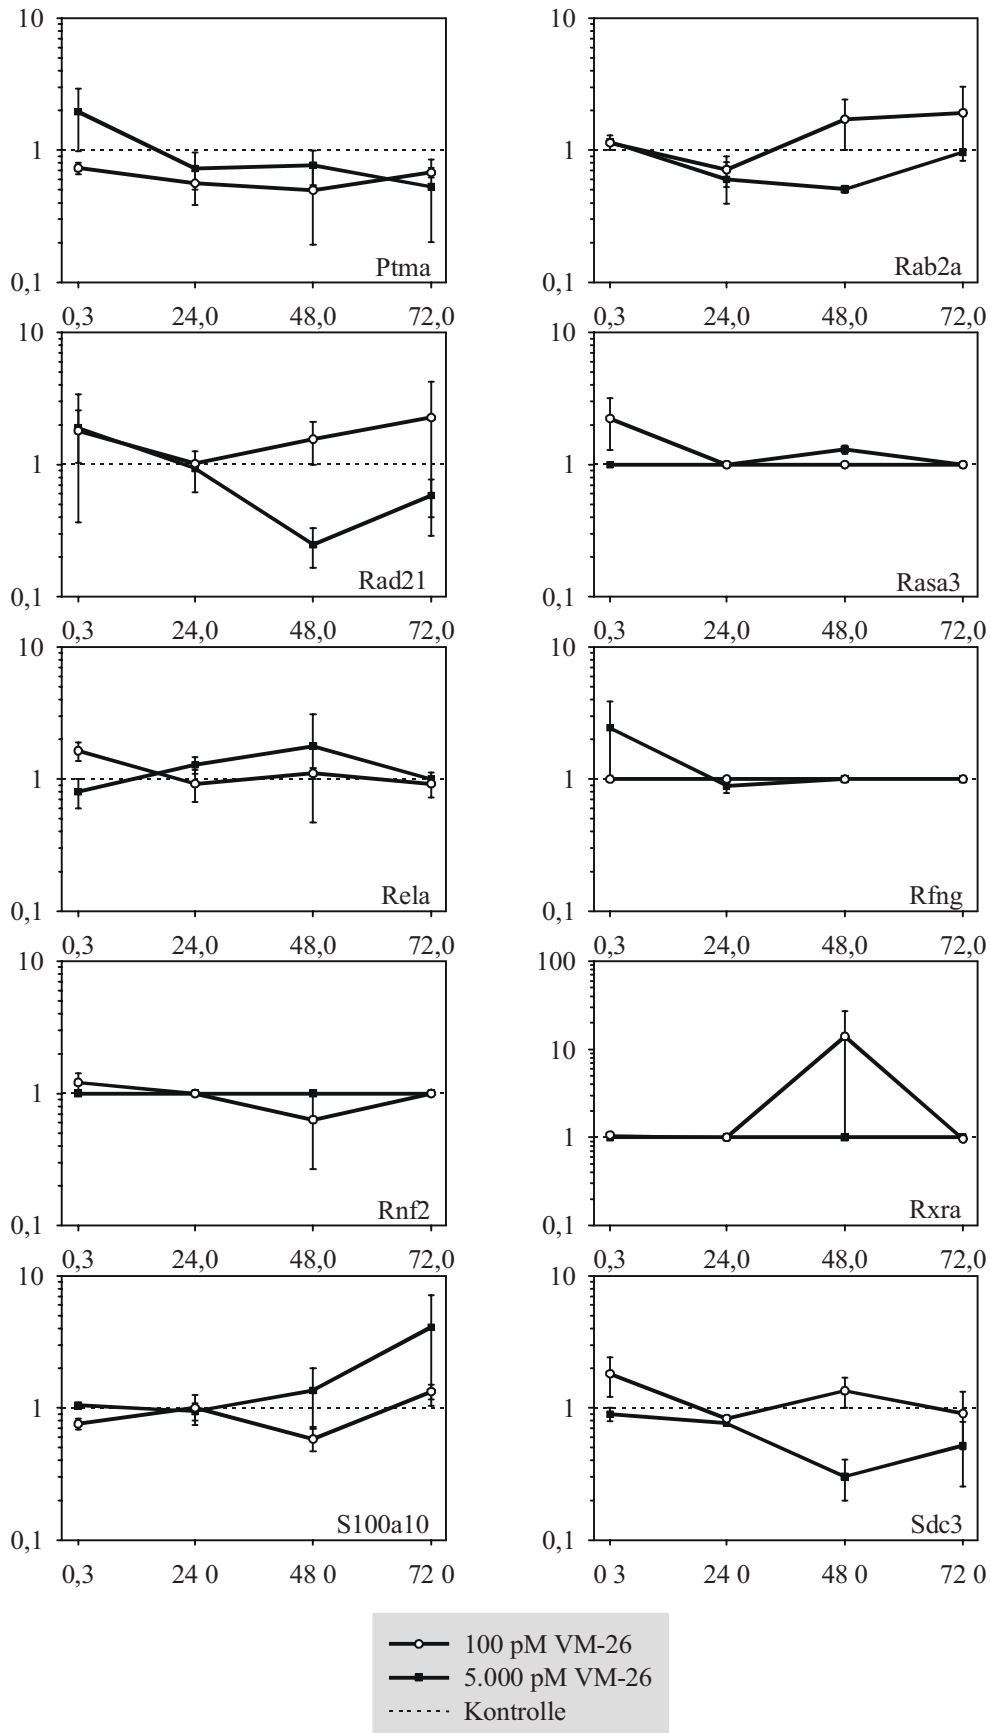 10 10
1 1
0,1 0,1
Ptma Rab2a
0,3 24,0 48,0 72,0 0,3 24,0 48,0 72,0
10 10
1 1
0,1 0,1
Rad21 Rasa3
0,3 24,0 48,0 72,0 0,3 24,0 48,0 72,0
10 10
1 1
Rela Rfng
0,1 0,1
0,3 24,0 48,0 72,0 0,3 24,0 48,0 72,0
10 100
10
1 1
Rnf2 Rxra
0,1 0,1
0,3 24,0 48,0 72,0 0,3 24,0 48,0 72,0
10 10
1 1
S100a10 Sdc3
0,1 0,1
0,3 24 0 48 0 72 0 0 3 24 0 48 0 72 0
100 pM VM-26
5.000 pM VM-26
Kontrolle